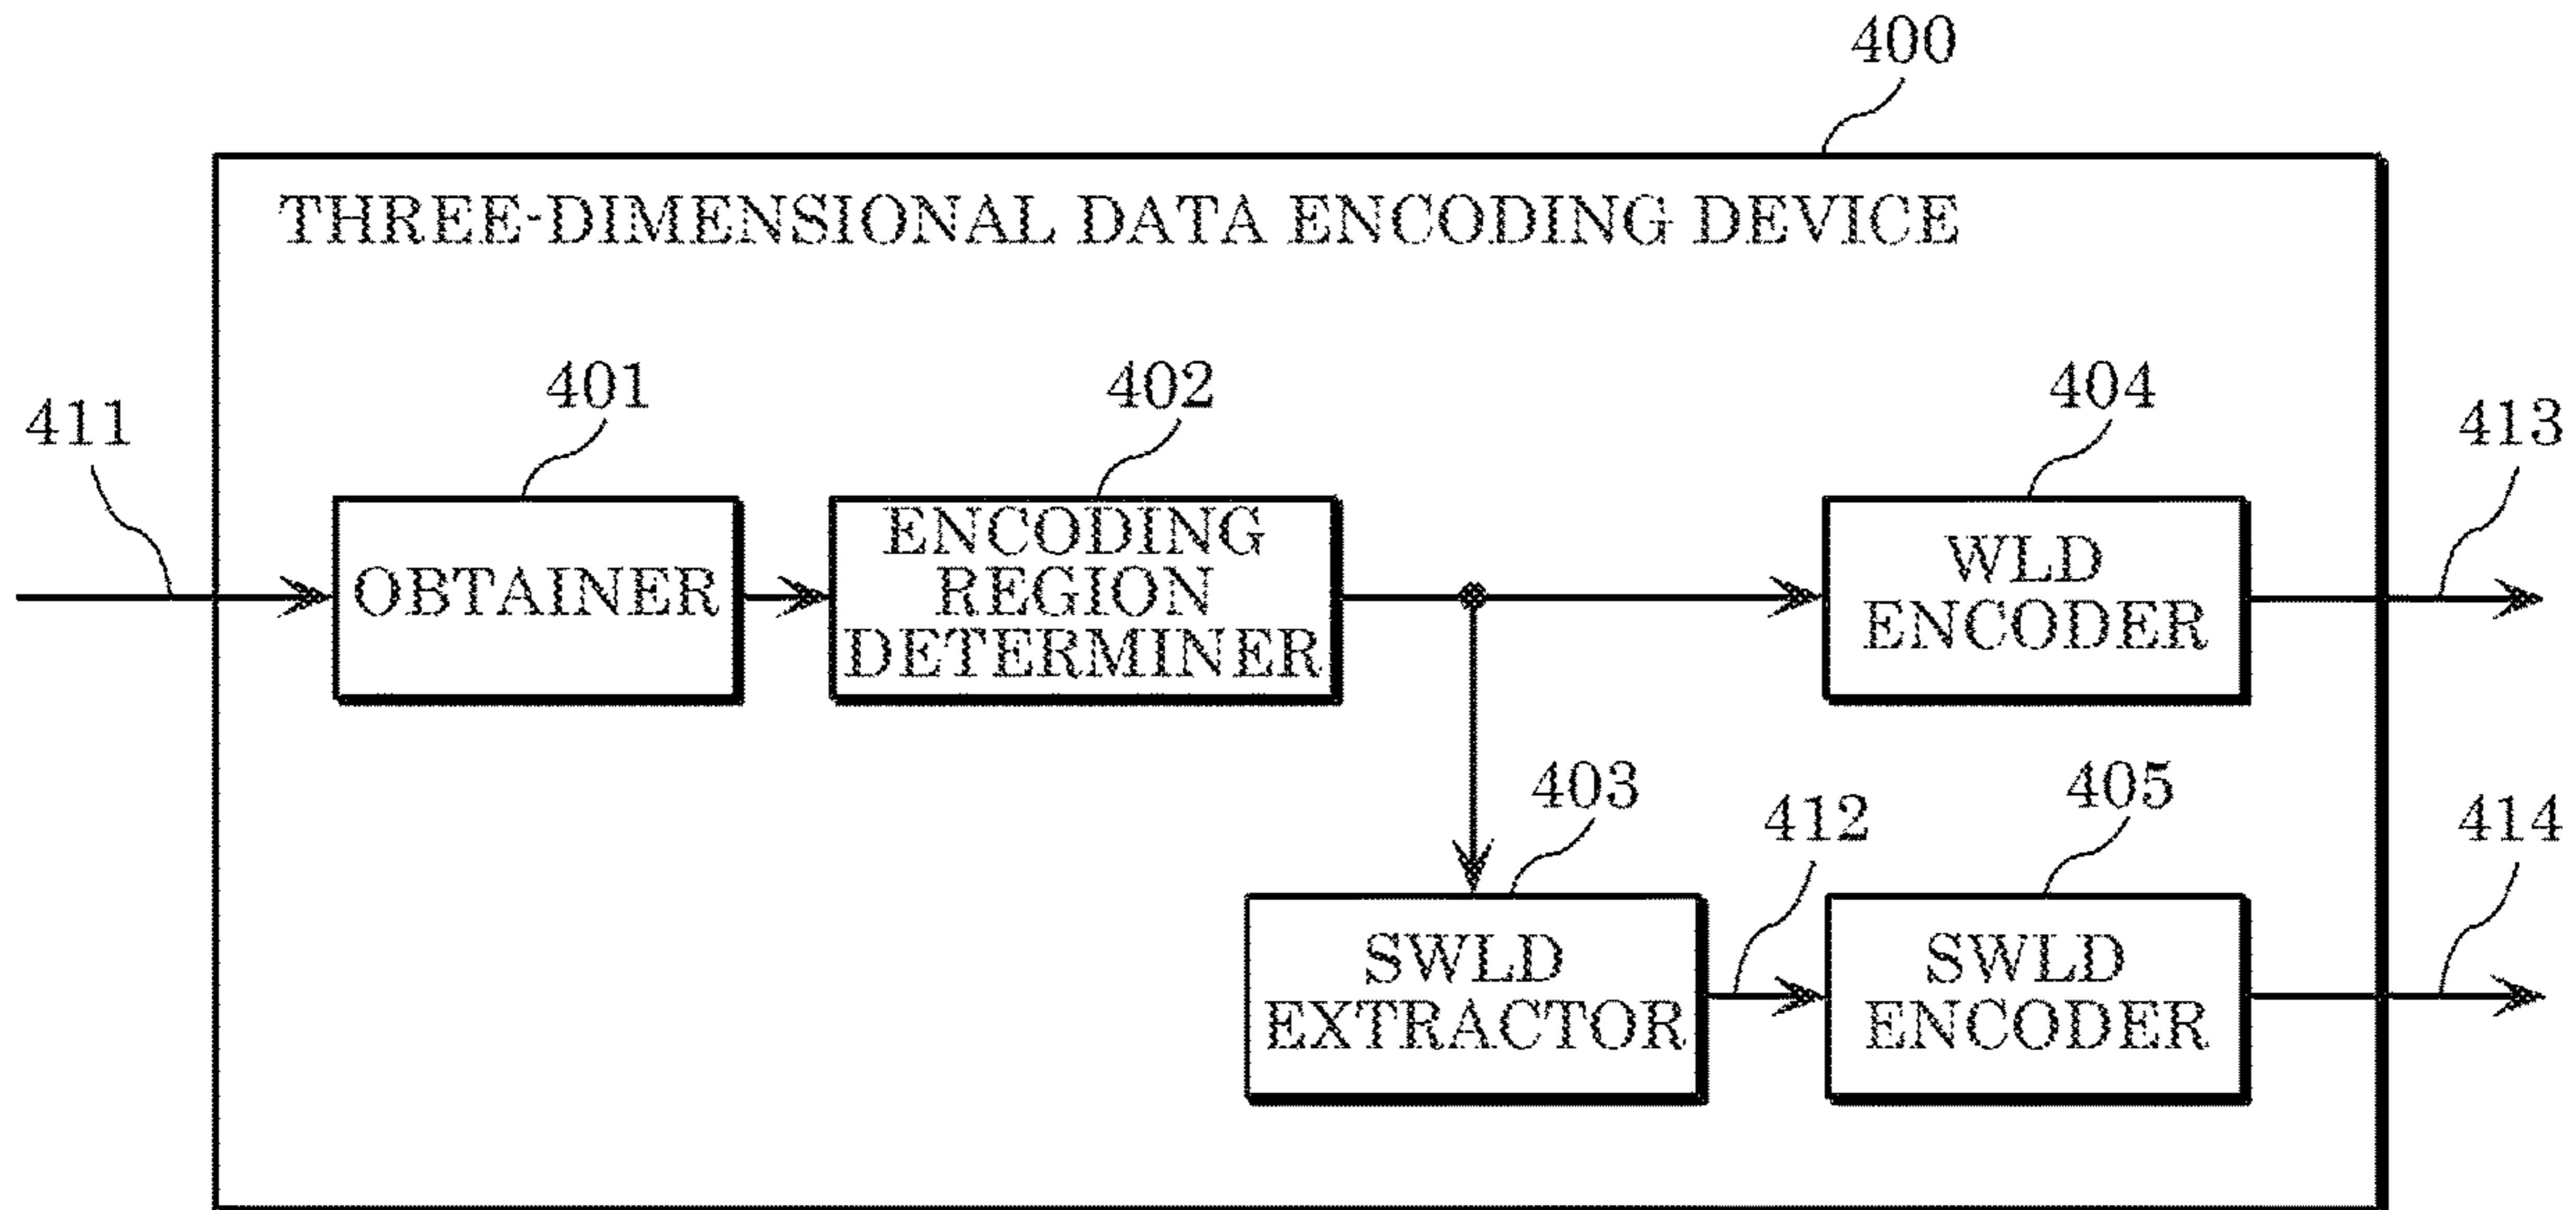 400
THREE-DIMENSIONAL DATA ENCODING DEVICE
411
401
402
404
413
OBTAINER
ENCODING
REGION
DETERMINER
WLD
ENCODER
403
412
405
414
SWLD
EXTRACTOR
SWLD
ENCODER